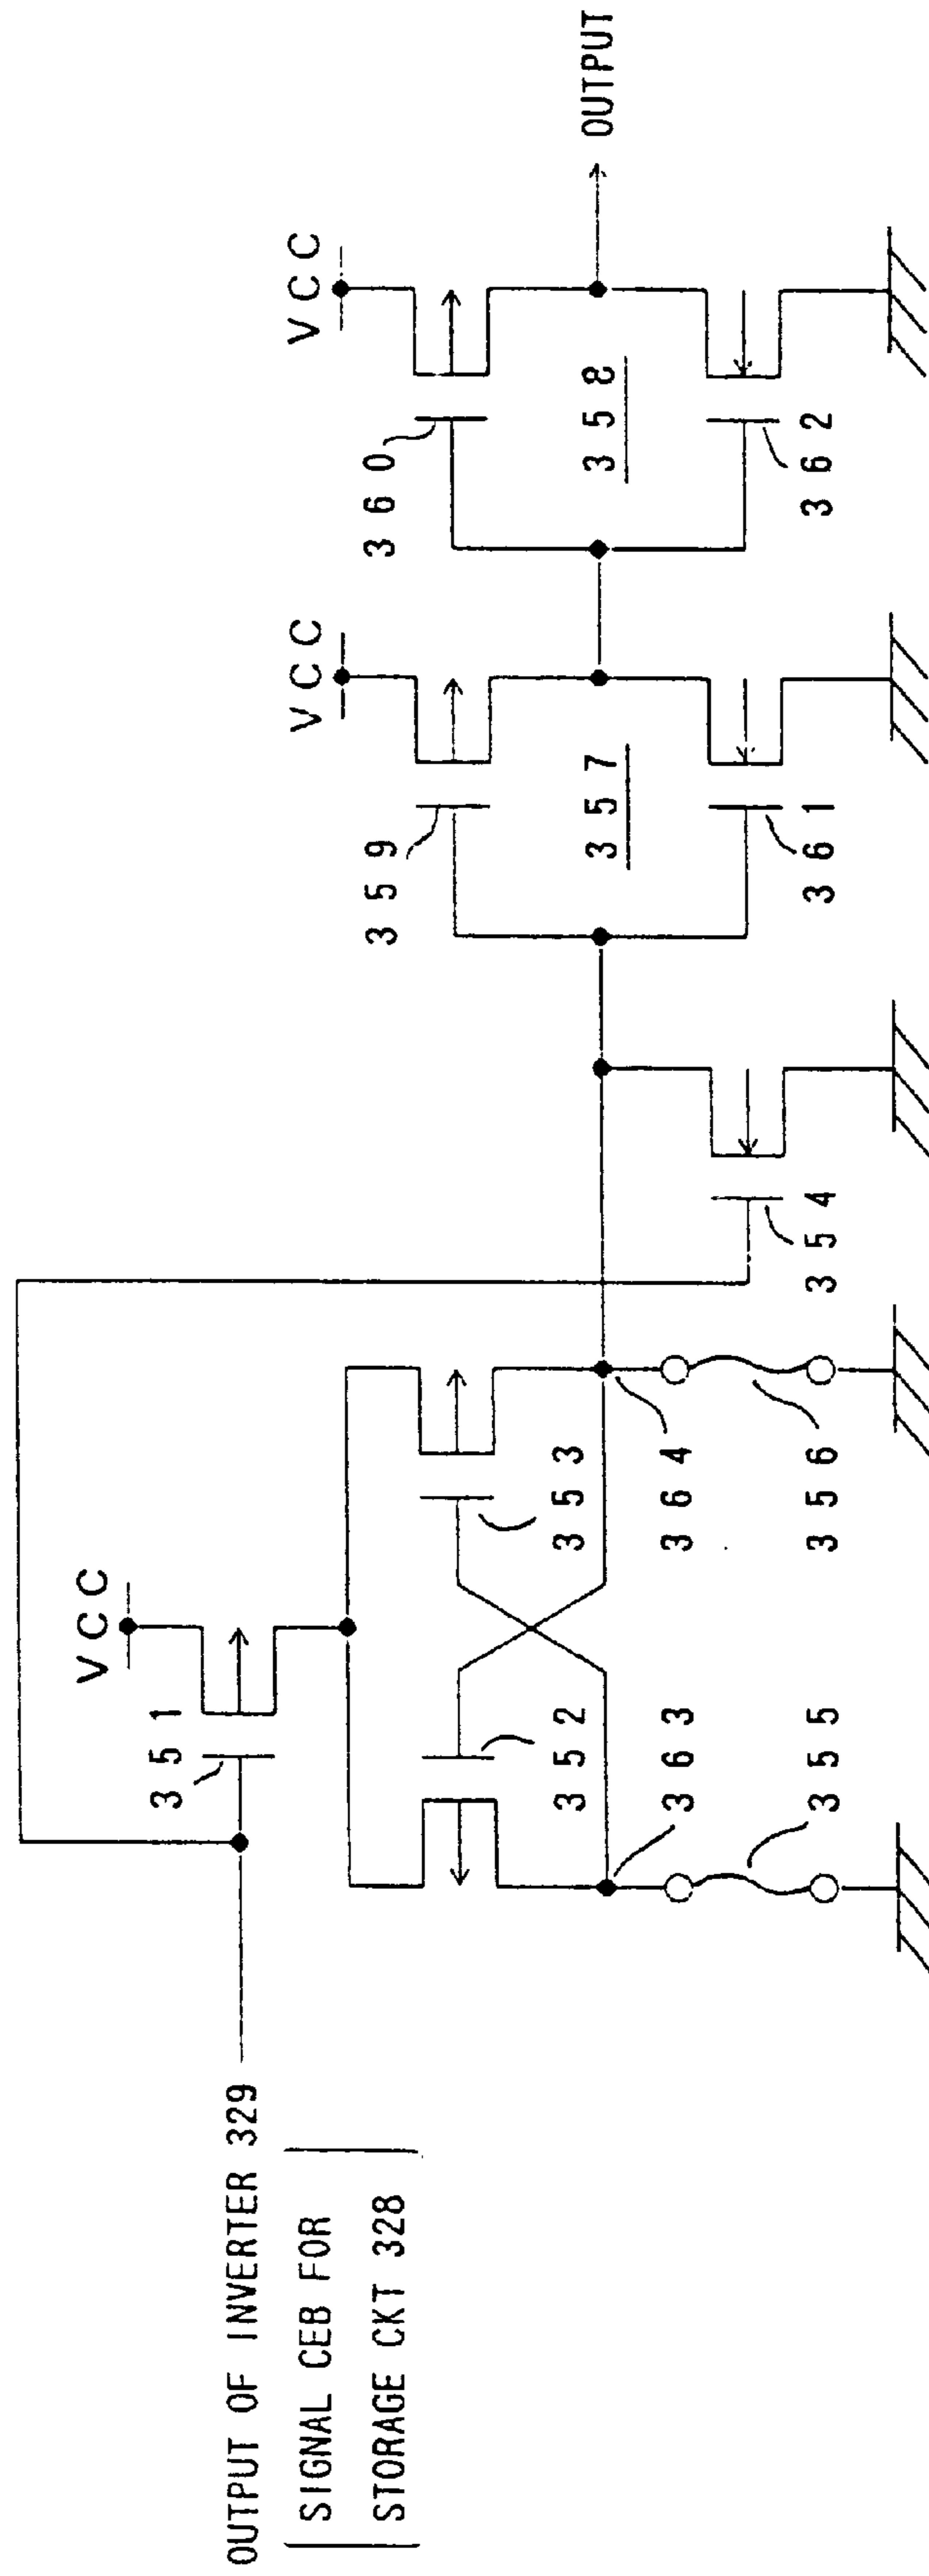 OUTPUT OF INVERTER 329
SIGNAL CEB FOR
STORAGE CKT 328
VCC
351
352
353
363
364
355
356
354
VCC
359
357
361
VCC
360
358
362
OUTPUT